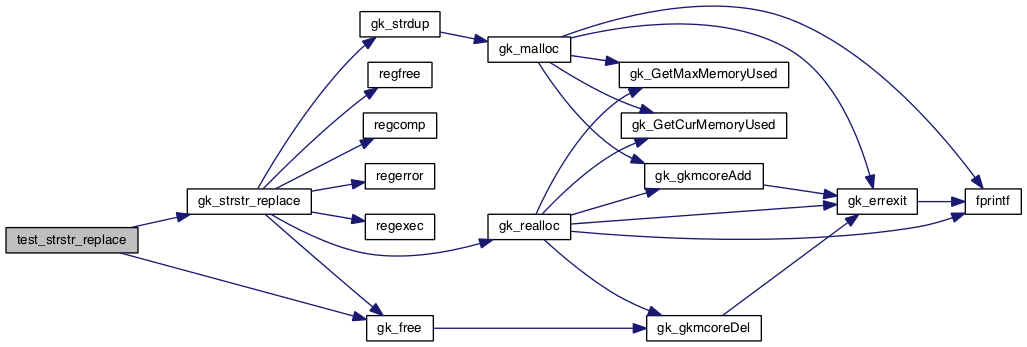 test_strstr_replace
gk_strstr_replace
gk_strdup
regfree
regcomp
regerror
regexec
gk_free
gk_malloc
gk_realloc
gk_GetMaxMemoryUsed
gk_GetCurMemoryUsed
gk_gkmcoreAdd
gk_gkmcoreDel
gk_errexit
fprintf